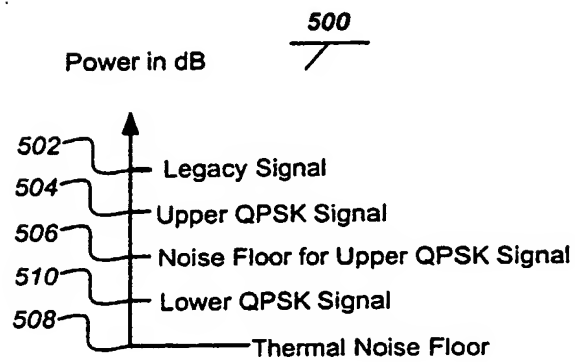 500
Power in dB
502 Legacy Signal
504 Upper QPSK Signal
506 Noise Floor for Upper QPSK Signal
510 Lower QPSK Signal
508 Thermal Noise Floor